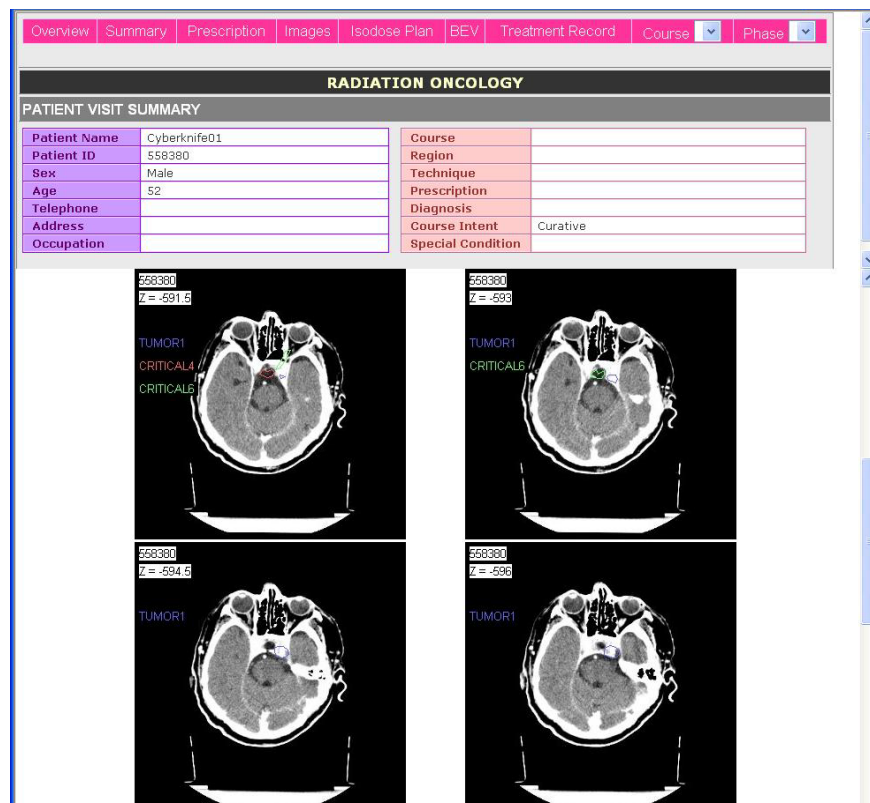 Overview Summary Prescription Images Isodose Plan BEV Treatment Record Course Phase
RADIATION ONCOLOGY
PATIENT VISIT SUMMARY
Patient Name Cyberknife01
Patient ID 558380
Sex Male
Age 52
Telephone
Address
Occupation
Course
Region
Technique
Prescription
Diagnosis
Course Intent Curative
Special Condition
558380
Z = -591.5
TUMOR1
CRITICAL4
CRITICAL6
558380
Z = -593
TUMOR1
CRITICAL6
558380
Z = -594.5
TUMOR1
558380
Z = -596
TUMOR1